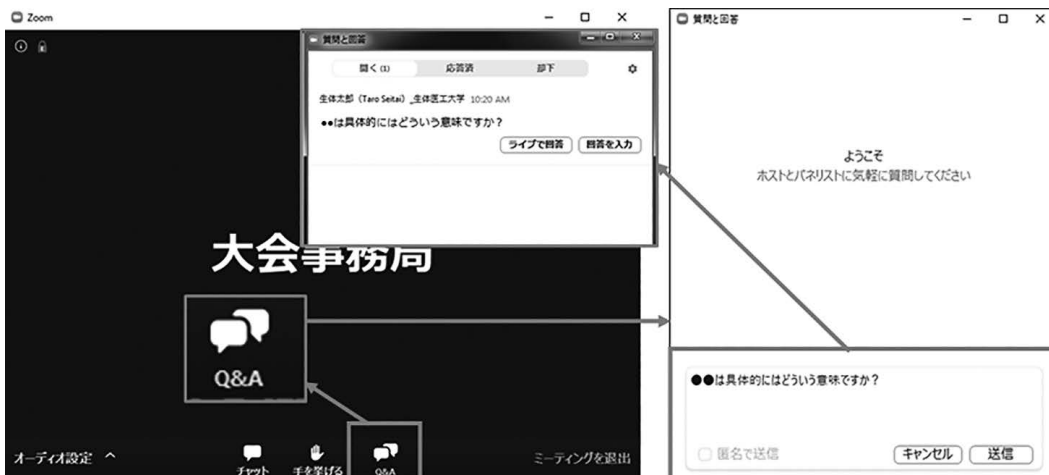 Zoom
質問と回答
開く (1)
応答済
却下
生体太郎（Taro Seitai）_生体医工大学 10:20 AM
●●は具体的にはどういう意味ですか？
ライブで回答
回答を入力
大会事務局
Q&A
オーディオ設定
チャット
手を挙げる
Q&A
ミーティングを退出
質問と回答
ようこそ
ホストとパネリストに気軽に質問してください
●●は具体的にはどういう意味ですか？
匿名で送信
キャンセル
送信